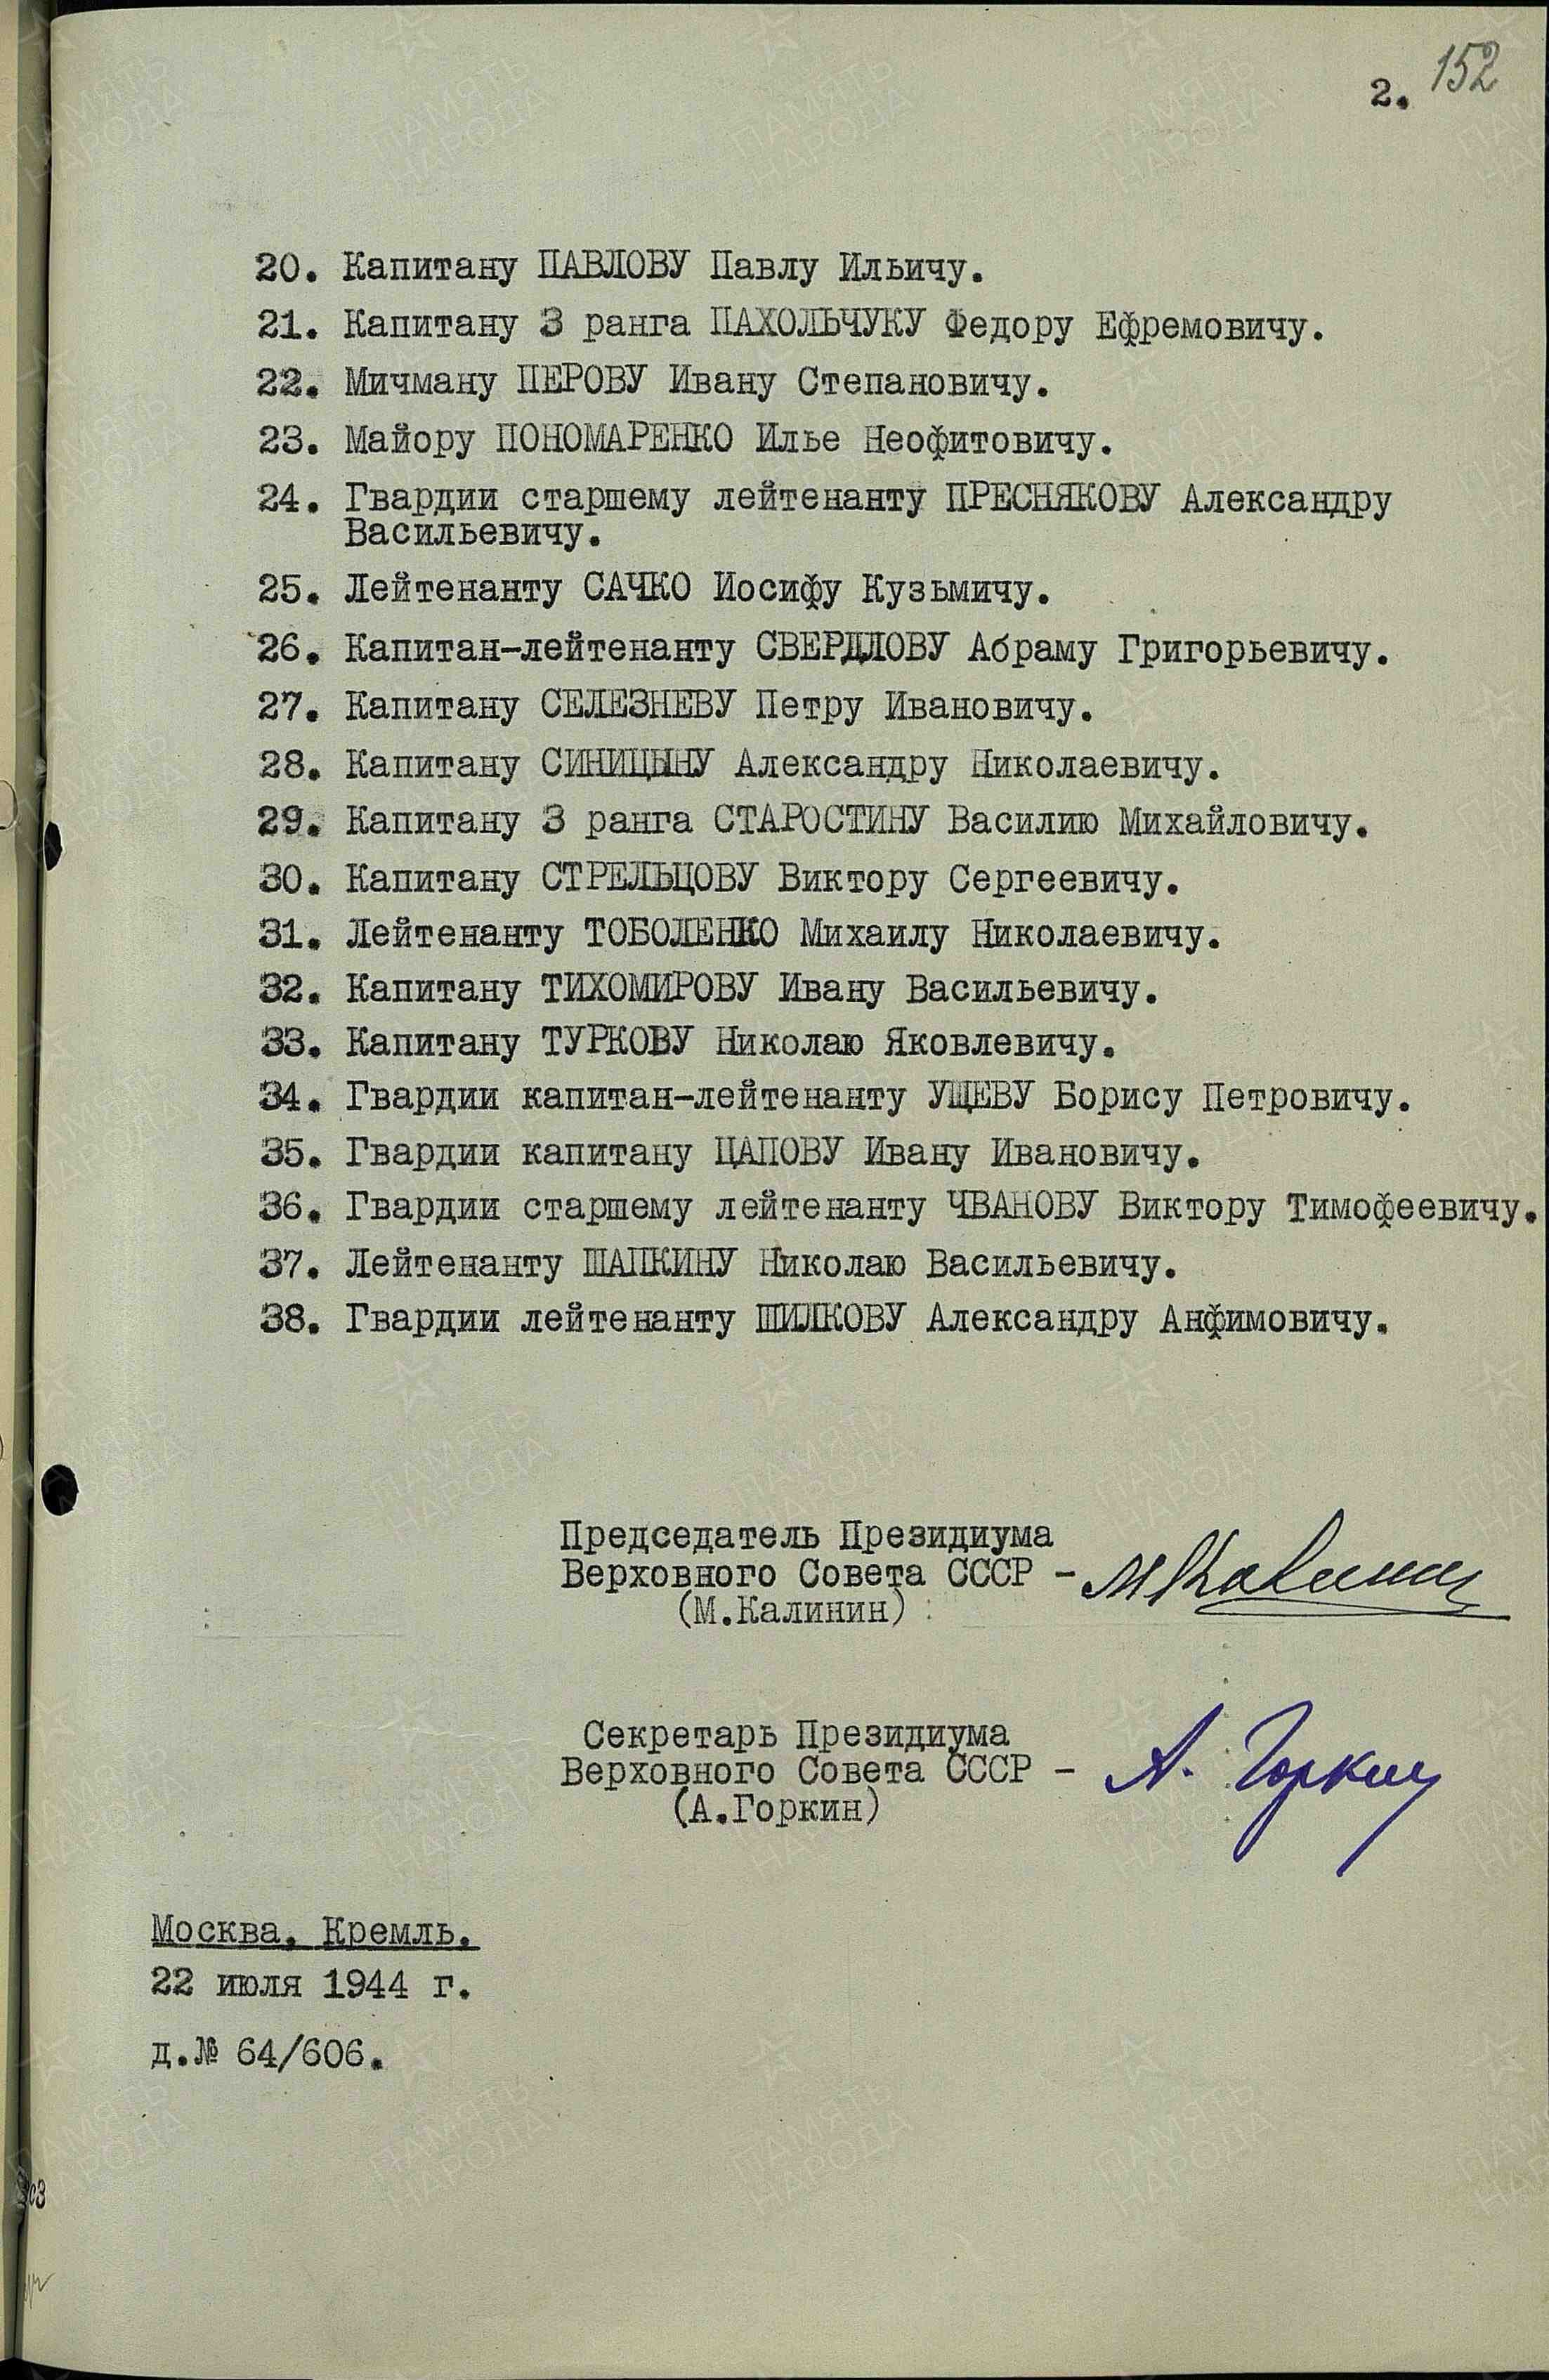 2. 152
20. Капитану ПАВЛОВУ Павлу Ильичу.
21. Капитану 3 ранга ПАХОЛЬЧУКУ Федору Ефремовичу.
22. Мичману ПЕРОВУ Ивану Степановичу.
23. Майору ПОНОМАРЕНКО Илье Неофитовичу.
24. Гвардии старшему лейтенанту ПРЕСНЯКОВУ Александру
Васильевичу.
25. Лейтенанту САЧКО Иосифу Кузьмичу.
26. Капитан-лейтенанту СВЕРДЛОВУ Абраму Григорьевичу.
27. Капитану СЕЛЕЗНЕВУ Петру Ивановичу.
28. Капитану СИНИЦЫНУ Александру Николаевичу.
29. Капитану 3 ранга СТАРОСТИНУ Василию Михайловичу.
30. Капитану СТРЕЛЬЦОВУ Виктору Сергеевичу.
31. Лейтенанту ТОБОЛЕНКО Михаилу Николаевичу.
32. Капитану ТИХОМИРОВУ Ивану Васильевичу.
33. Капитану ТУРКОВУ Николаю Яковлевичу.
34. Гвардии капитан-лейтенанту УЩЕВУ Борису Петровичу.
35. Гвардии капитану ЦАПОВУ Ивану Ивановичу.
36. Гвардии старшему лейтенанту ЧВАНОВУ Виктору Тимофеевичу.
37. Лейтенанту ШАПКИНУ Николаю Васильевичу.
38. Гвардии лейтенанту ШИЛКОВУ Александру Анфимовичу.
Председатель Президиума
Верховного Совета СССР - М Калинин
(М.Калинин)
Секретарь Президиума
Верховного Совета СССР - А. Горкин
(А.Горкин)
Москва, Кремль.
22 июля 1944 г.
д.№ 64/606.
ПАМЯТЬ
НАРОДА